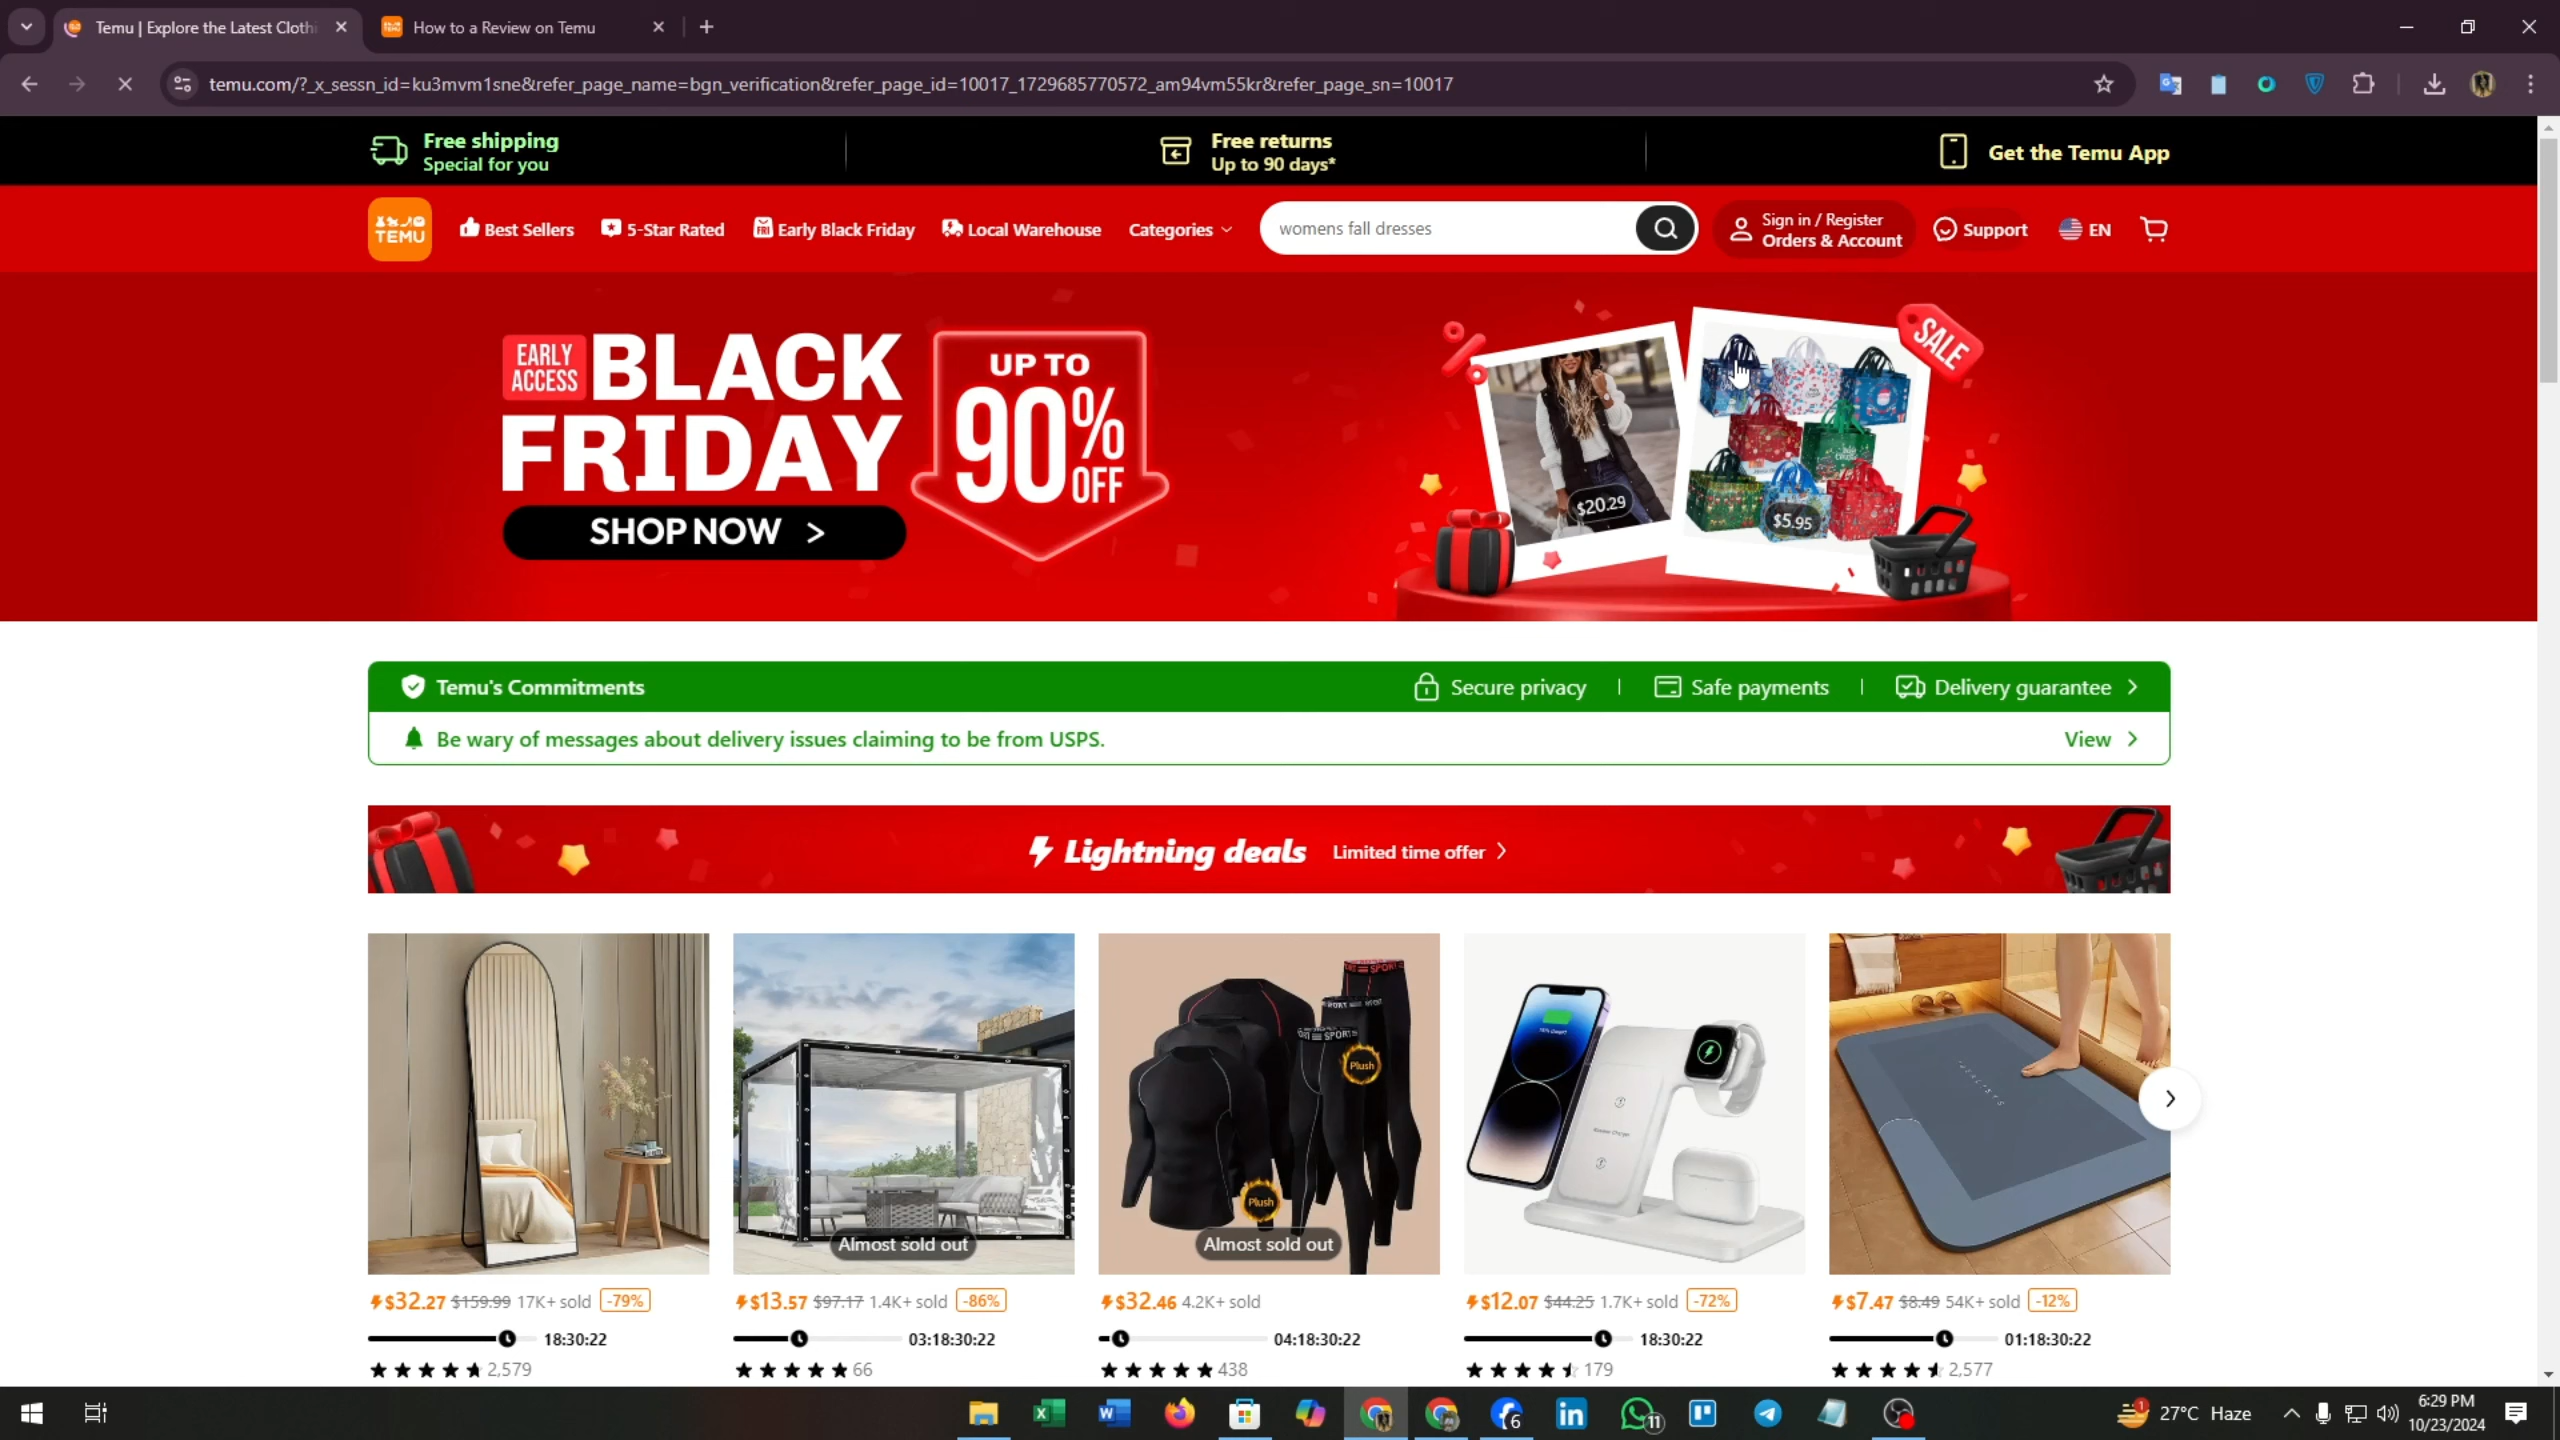 Temu | Explore the Latest Clothi
How to a Review on Temu
temu.com/?_x_sessn_id=ku3mvm1sne&refer_page_name=bgn_verification&refer_page_id=10017_1729685770572_am94vm55kr&refer_page_sn=10017
Free shipping
Special for you
Free returns
Up to 90 days*
Get the Temu App
TEMU
Best Sellers
5-Star Rated
FRI
Early Black Friday
Local Warehouse
Categories
womens fall dresses
Sign in / Register
Orders & Account
Support
EN
EARLY
ACCESS
BLACK
FRIDAY
SHOP NOW >
UP TO
90%
OFF
SALE
$20.29
$5.95
Temu's Commitments
Secure privacy
Safe payments
Delivery guarantee
Be wary of messages about delivery issues claiming to be from USPS.
View
Lightning deals
Limited time offer
Almost sold out
SPORT
SPORT
Plush
Plush
Almost sold out
$32.27 $159.99 17K+ sold -79%
18:30:22
2,579
$13.57 $97.17 1.4K+ sold -86%
03:18:30:22
66
$32.46 4.2K+ sold
04:18:30:22
438
$12.07 $44.25 1.7K+ sold -72%
18:30:22
179
$7.47 $8.49 54K+ sold -12%
01:18:30:22
2,577
6
11
1
27°C Haze
6:29 PM
10/23/2024